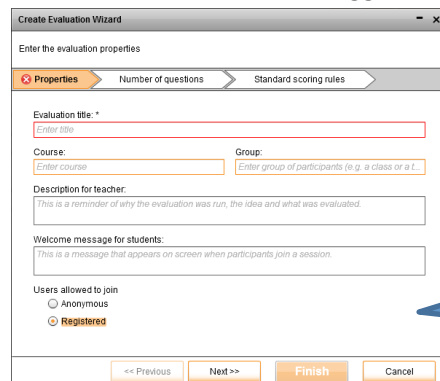 Create Evaluation Wizard
Enter the evaluation properties
Properties Number of questions Standard scoring rules
Evaluation title: *
Enter title
Course: Group:
Enter course Enter group of participants (e.g. a class or a t...
Description for teacher:
This is a reminder of why the evaluation was run, the idea and what was evaluated.
Welcome message for students:
This is a message that appears on screen when participants join a session.
Users allowed to join
Anonymous
Registered
<< Previous Next >> Finish Cancel